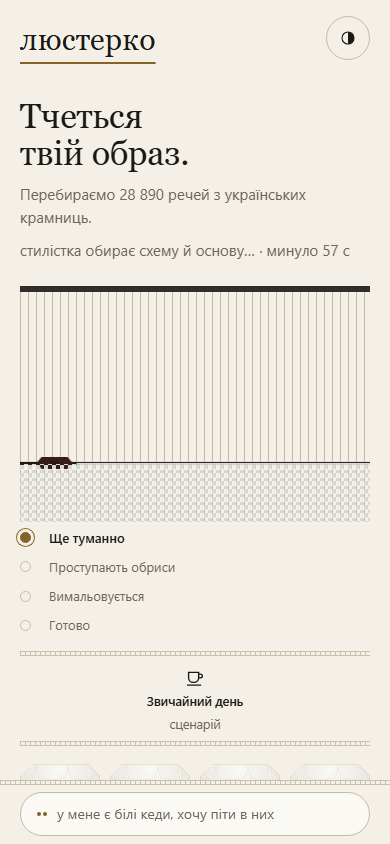 люстерко
Тчеться
твій образ.
Перебираємо 28 890 речей з українських
крамниць.
стилістка обирає схему й основу... · минуло 57 с
Ще туманно
Проступають обриси
Вимальовується
Готово
Звичайний день
сценарій
у мене є білі кеди, хочу піти в них